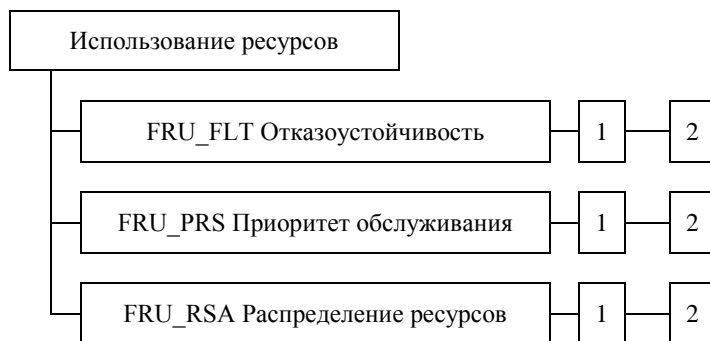 Использование ресурсов
FRU_FLT Отказоустойчивость 1 2
FRU_PRS Приоритет обслуживания 1 2
FRU_RSA Распределение ресурсов 1 2